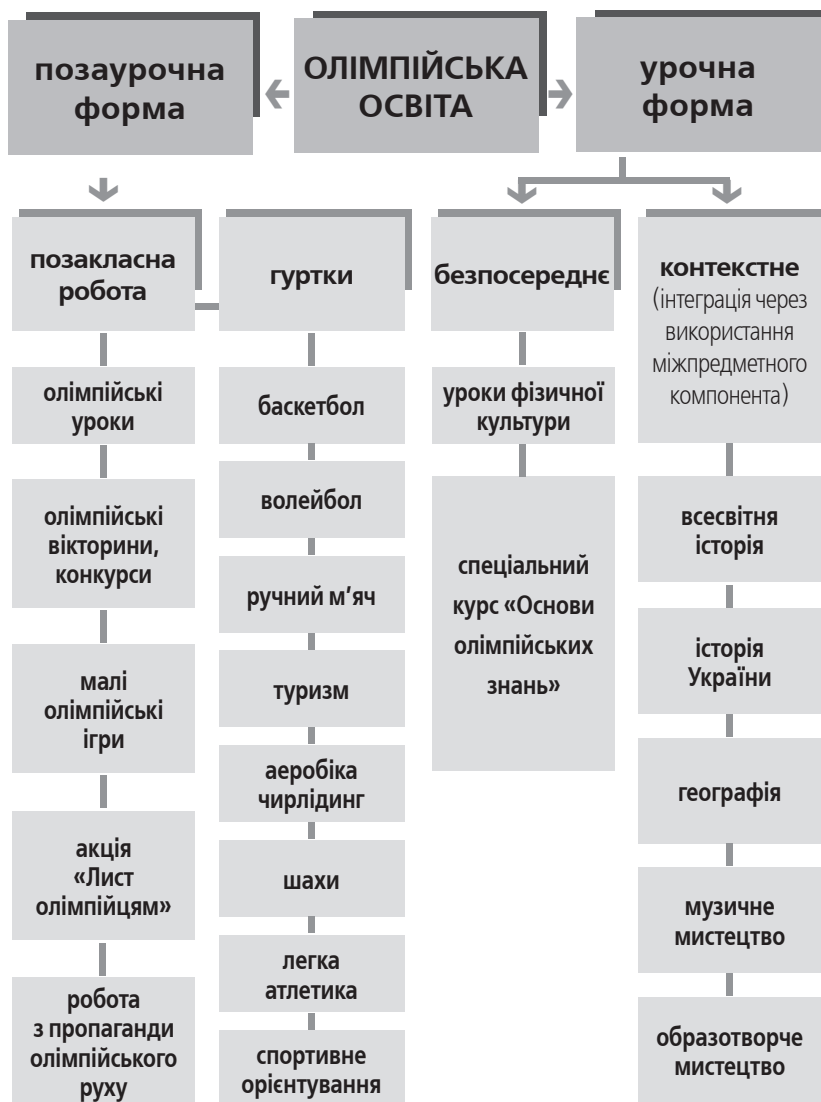 позаурочна
форма
ОЛІМПІЙСЬКА
ОСВІТА
урочна
форма
позакласна
робота
олімпійські
уроки
олімпійські
вікторини,
конкурси
малі
олімпійські
ігри
акція
«Лист
олімпійцям»
робота
з пропаганди
олімпійського
руху
гуртки
баскетбол
волейбол
ручний м’яч
туризм
аеробіка
чирлідинг
шахи
легка
атлетика
спортивне
орієнтування
безпосереднє
уроки фізичної
культури
спеціальний
курс «Основи
олімпійських
знань»
контекстне
(інтеграція через
використання
міжпредметного
компонента)
всесвітня
історія
історія
України
географія
музичне
мистецтво
образотворче
мистецтво